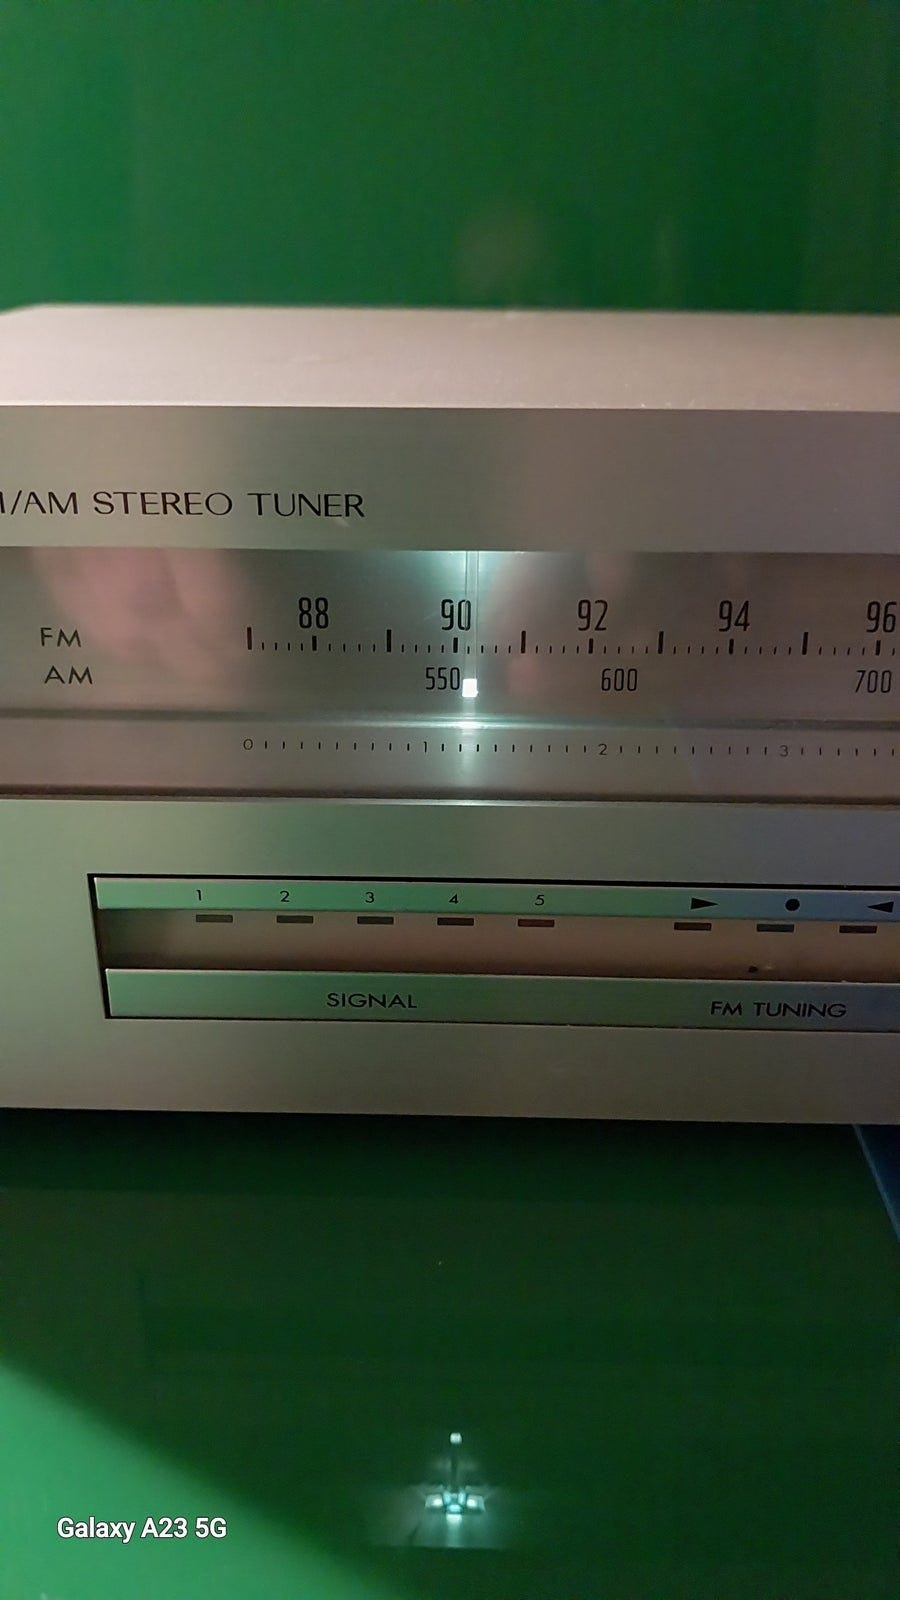 /AM STEREO TUNER
88 90 92 94 96
FM
AM 550 600 700
0 1 2 3
1 2 3 4 5 ► ● ◄
SIGNAL FM TUNING
Galaxy A23 5G